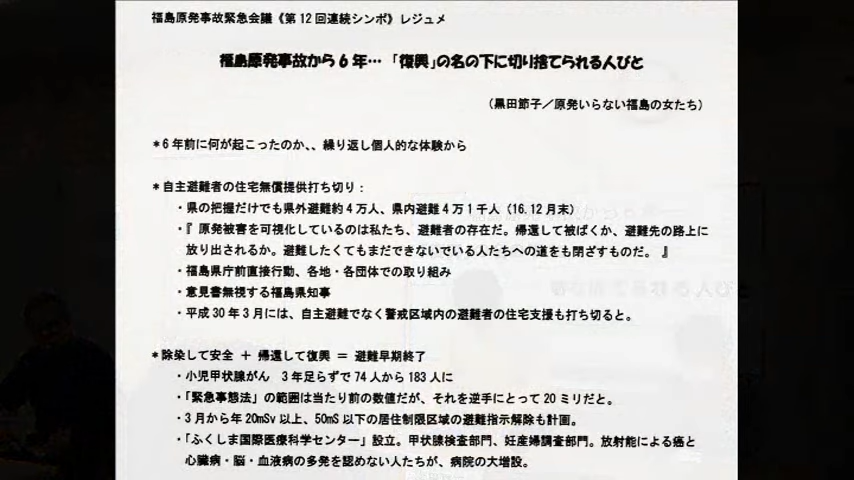 福島原発事故緊急会議《第12回連続シンポ》レジュメ
福島原発事故から6年…「復興」の名の下に切り捨てられる人びと
（黒田節子／原発いらない福島の女たち）
＊6年前に何が起こったのか、、繰り返し個人的な体験から
＊自主避難者の住宅無償提供打ち切り：
・県の把握だけでも県外避難約4万人、県内避難4万1千人（16.12月末）
・『原発被害を可視化しているのは私たち、避難者の存在だ。帰還して被ばくか、避難先の路上に
放り出されるか。避難したくてもまだできないでいる人たちへの道をも閉ざすものだ。』
・福島県庁前直接行動、各地・各団体での取り組み
・意見書無視する福島県知事
・平成30年3月には、自主避難でなく警戒区域内の避難者の住宅支援も打ち切ると。
＊除染して安全 ＋ 帰還して復興 ＝ 避難早期終了
・小児甲状腺がん 3年足らずで74人から183人に
・「緊急事態法」の範囲は当たり前の数値だが、それを逆手にとって20ミリだと。
・3月から年20mSv以上、50mS以下の居住制限区域の避難指示解除も計画。
・「ふくしま国際医療科学センター」設立。甲状腺検査部門、妊産婦調査部門。放射能による癌と
心臓病・脳・血液病の多発を認めない人たちが、病院の大増設。